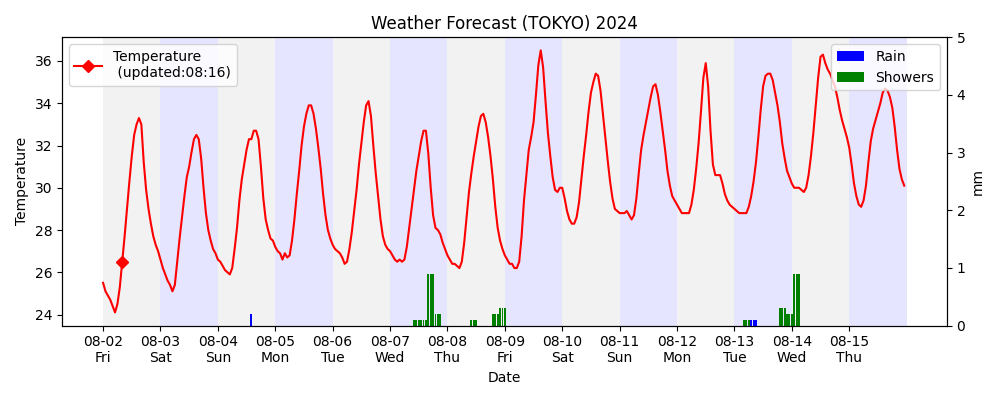 Weather Forecast (TOKYO) 2024
Temperature
(updated:08:16)
Rain
Showers
Temperature
36
34
32
30
28
26
24
5
4
3
2
1
0
mm
08-02 08-03 08-04 08-05 08-06 08-07 08-08 08-09 08-10 08-11 08-12 08-13 08-14 08-15
Fri Sat Sun Mon Tue Wed Thu Fri Sat Sun Mon Tue Wed Thu
Date